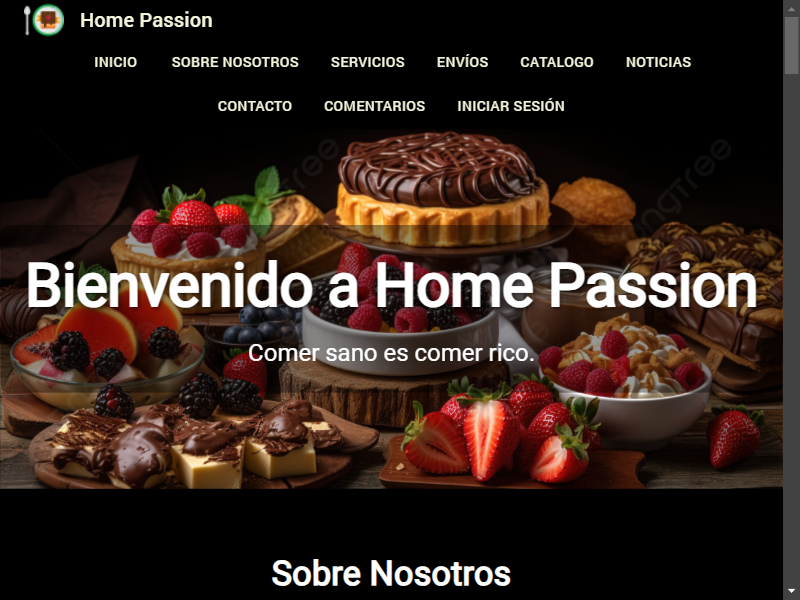 Home Passion
INICIO SOBRE NOSOTROS SERVICIOS ENVÍOS CATALOGO NOTICIAS
CONTACTO COMENTARIOS INICIAR SESIÓN
Bienvenido a Home Passion
Comer sano es comer rico.
Sobre Nosotros